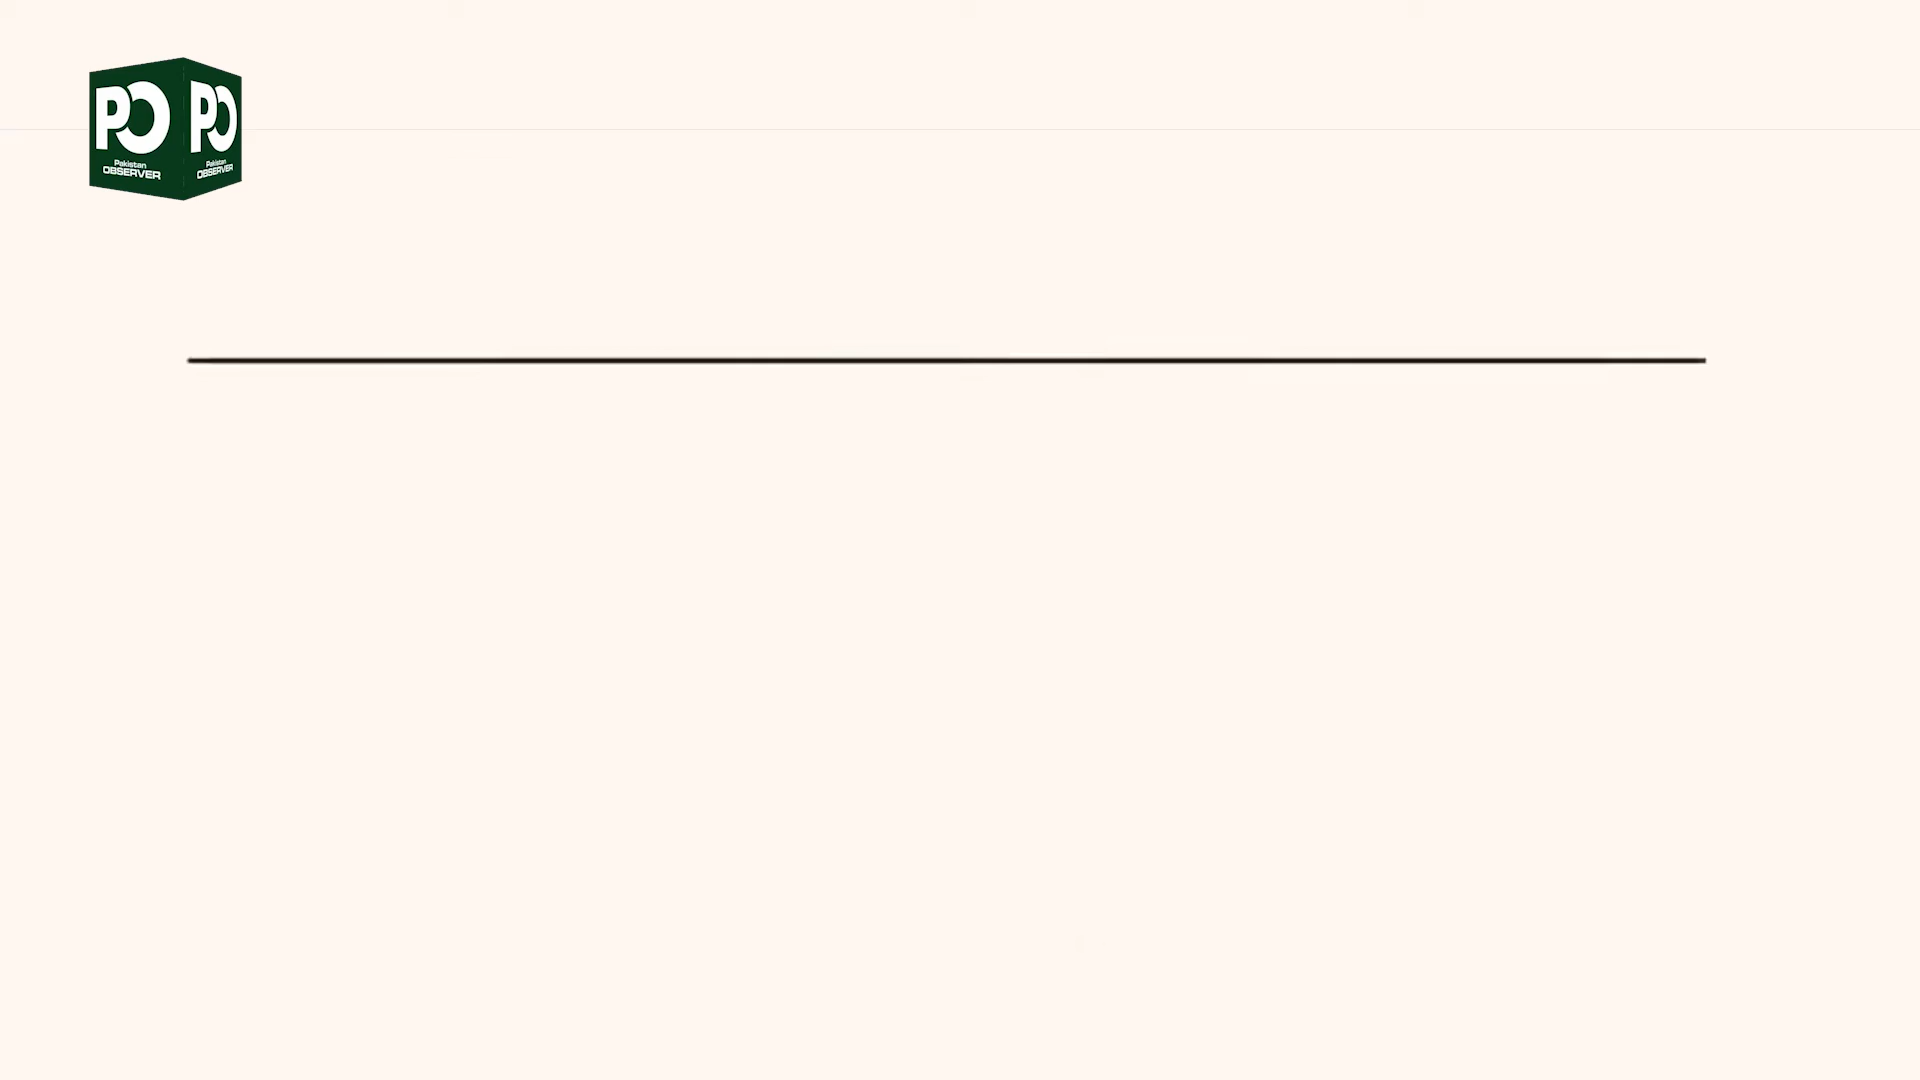 PO
Pakistan
OBSERVER
PO
Pakistan
OBSERVER